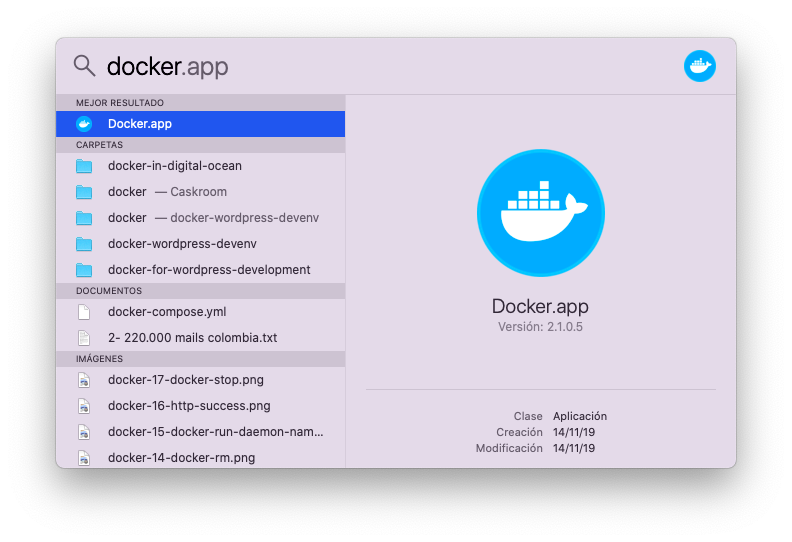 docker.app
MEJOR RESULTADO
Docker.app
CARPETAS
docker-in-digital-ocean
docker — Caskroom
docker — docker-wordpress-devenv
docker-wordpress-devenv
docker-for-wordpress-development
DOCUMENTOS
docker-compose.yml
2- 220.000 mails colombia.txt
IMÁGENES
docker-17-docker-stop.png
docker-16-http-success.png
docker-15-docker-run-daemon-nam...
docker-14-docker-rm.png
Docker.app
Versión: 2.1.0.5
Clase Aplicación
Creación 14/11/19
Modificación 14/11/19